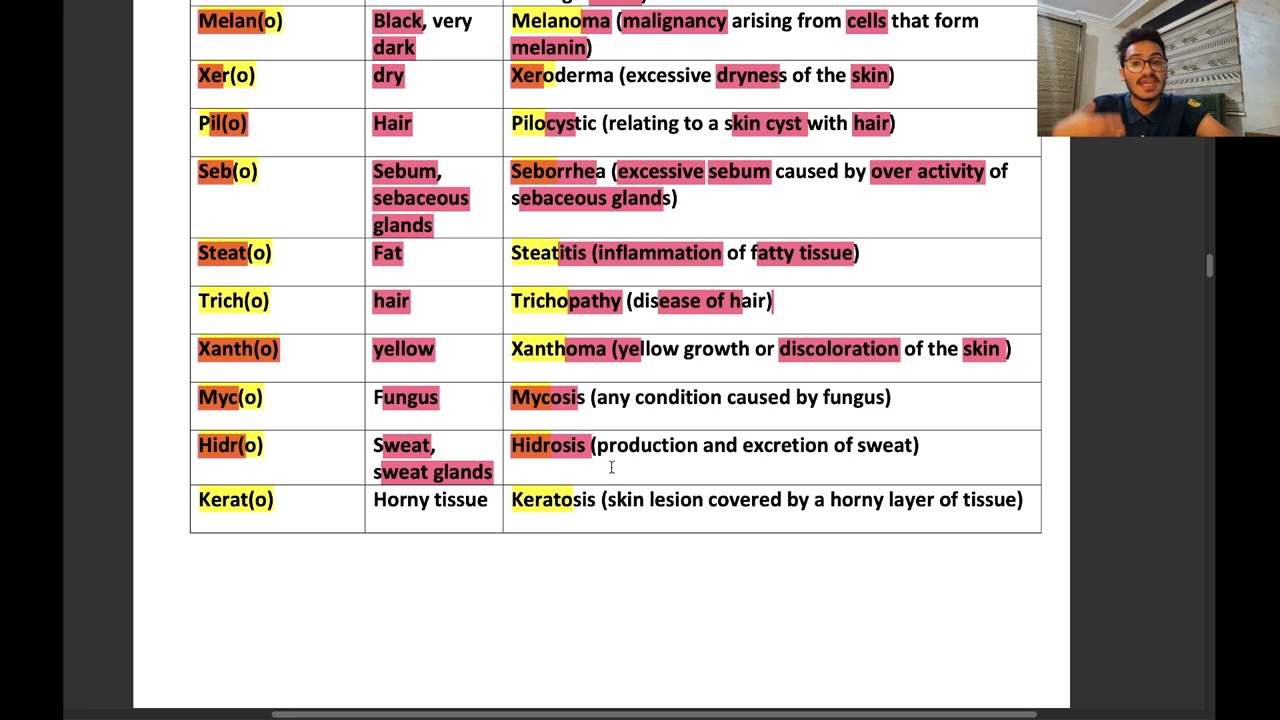 Melan(o) Black, very Melanoma (malignancy arising from cells that form
dark melanin)
Xer(o) dry Xeroderma (excessive dryness of the skin)
Pil(o) Hair Pilocystic (relating to a skin cyst with hair)
Seb(o) Sebum, Seborrhea (excessive sebum caused by over activity of
sebaceous sebaceous glands)
glands
Steat(o) Fat Steatitis (inflammation of fatty tissue)
Trich(o) hair Trichopathy (disease of hair)
Xanth(o) yellow Xanthoma (yellow growth or discoloration of the skin )
Myc(o) Fungus Mycosis (any condition caused by fungus)
Hidr(o) Sweat, Hidrosis (production and excretion of sweat)
sweat glands
Kerat(o) Horny tissue Keratosis (skin lesion covered by a horny layer of tissue)